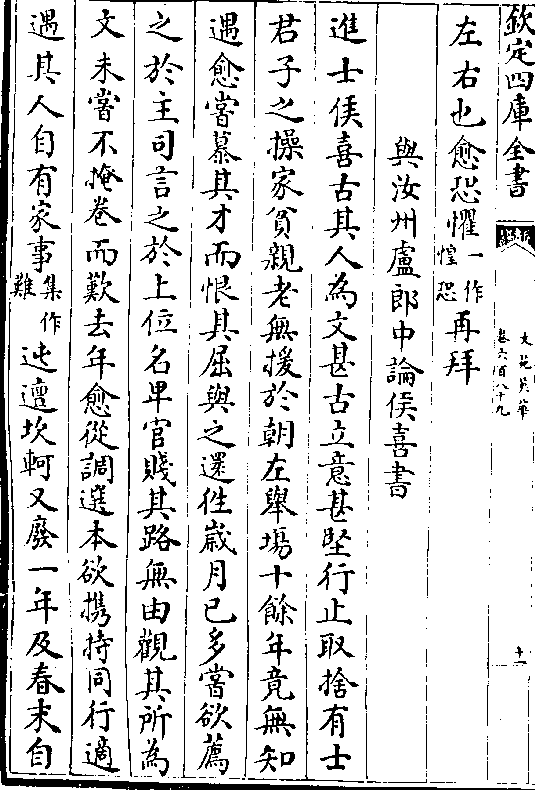 欽定四庫全書
文苑英華
卷六百八十九
十一
左右也愈恐懼一作惶恐再拜
與汝州盧郎中論侯喜書
進士侯喜古其人為文甚古立意甚堅行止取捨有士
君子之操家貧親老無援於朝左舉場十餘年竟無知
遇愈嘗慕其才而恨其屈與之還徃歳月已多嘗欲薦
之於主司言之於上位名卑官賤其路無由觀其所為
文未嘗不掩卷而歎去年愈從調選本欲携持同行適
遇其人自有家事集作難迍邅坎軻又廢一年及春末自